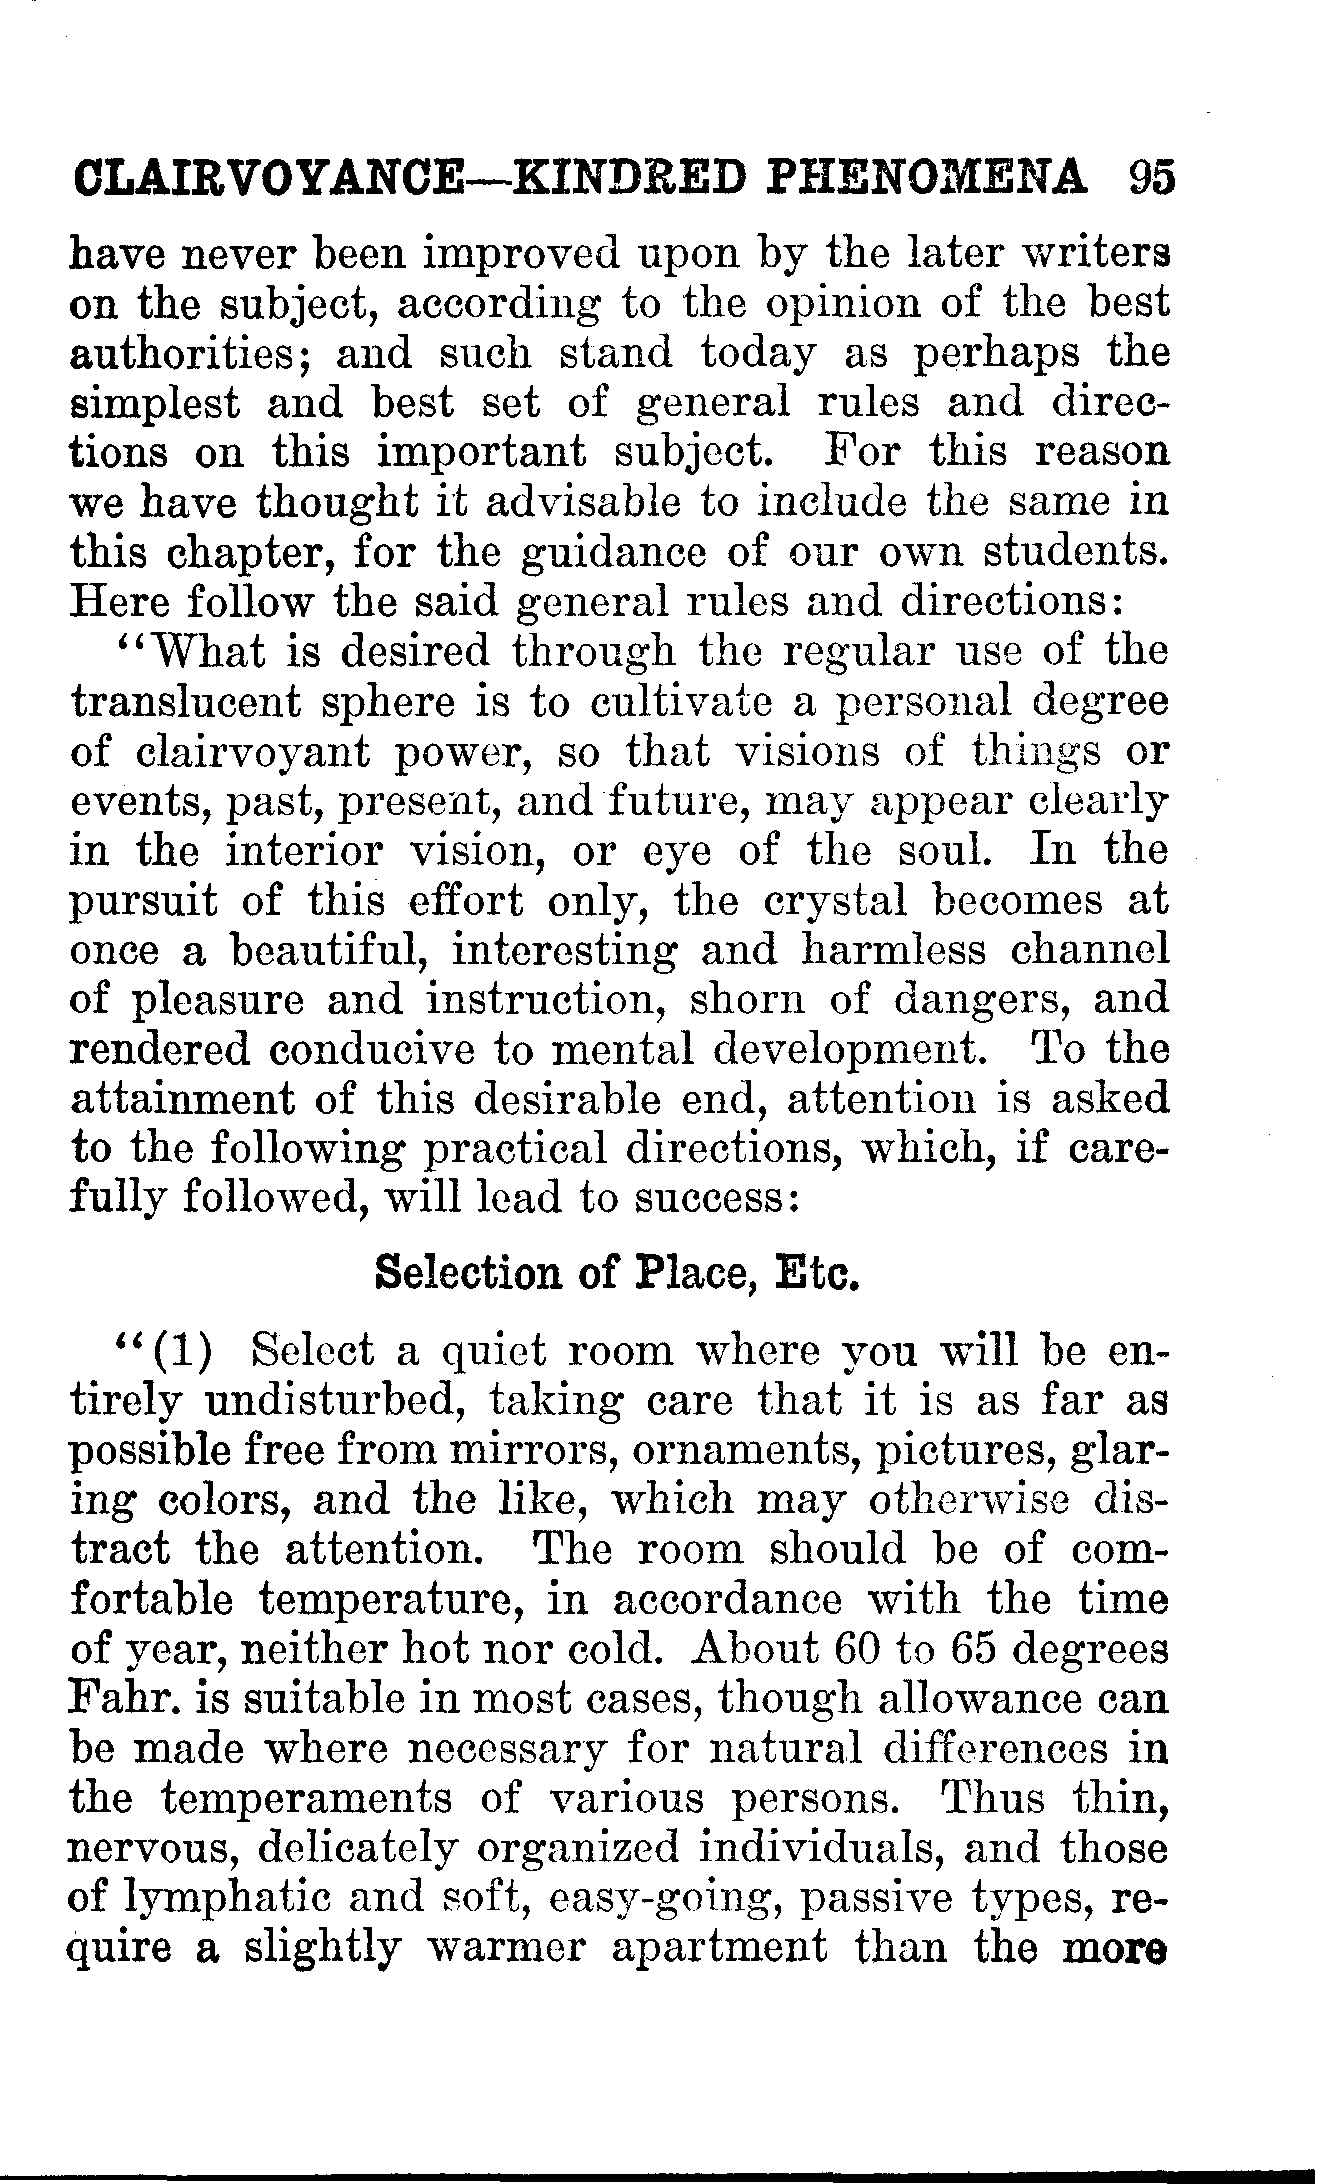 CLAIRVOYANCE—KINDRED PHENOMENA 95
have never been improved upon by the later writers
on the subject, according to the opinion of the best
authorities; and such stand today as perhaps the
simplest and best set of general rules and direc-
tions on this important subject. For this reason
we have thought it advisable to include the same in
this chapter, for the guidance of our own students.
Here follow the said general rules and directions:
“What is desired through the regular use of the
translucent sphere is to cultivate a personal degree
of clairvoyant power, so that visions of things or
events, past, present, and future, may appear clearly
in the interior vision, or eye of the soul. In the
pursuit of this effort only, the crystal becomes at
once a beautiful, interesting and harmless channel
of pleasure and instruction, shorn of dangers, and
rendered conducive to mental development. To the
attainment of this desirable end, attention is asked
to the following practical directions, which, if care-
fully followed, will lead to success:
Selection of Place, Etc.
“(1) Select a quiet room where you will be en-
tirely undisturbed, taking care that it is as far as
possible free from mirrors, ornaments, pictures, glar-
ing colors, and the like, which may otherwise dis-
tract the attention. The room should be of com-
fortable temperature, in accordance with the time
of year, neither hot nor cold. About 60 to 65 degrees
Fahr. is suitable in most cases, though allowance can
be made where necessary for natural differences in
the temperaments of various persons. Thus thin,
nervous, delicately organized individuals, and those
of lymphatic and soft, easy-going, passive types, re-
quire a slightly warmer apartment than the more